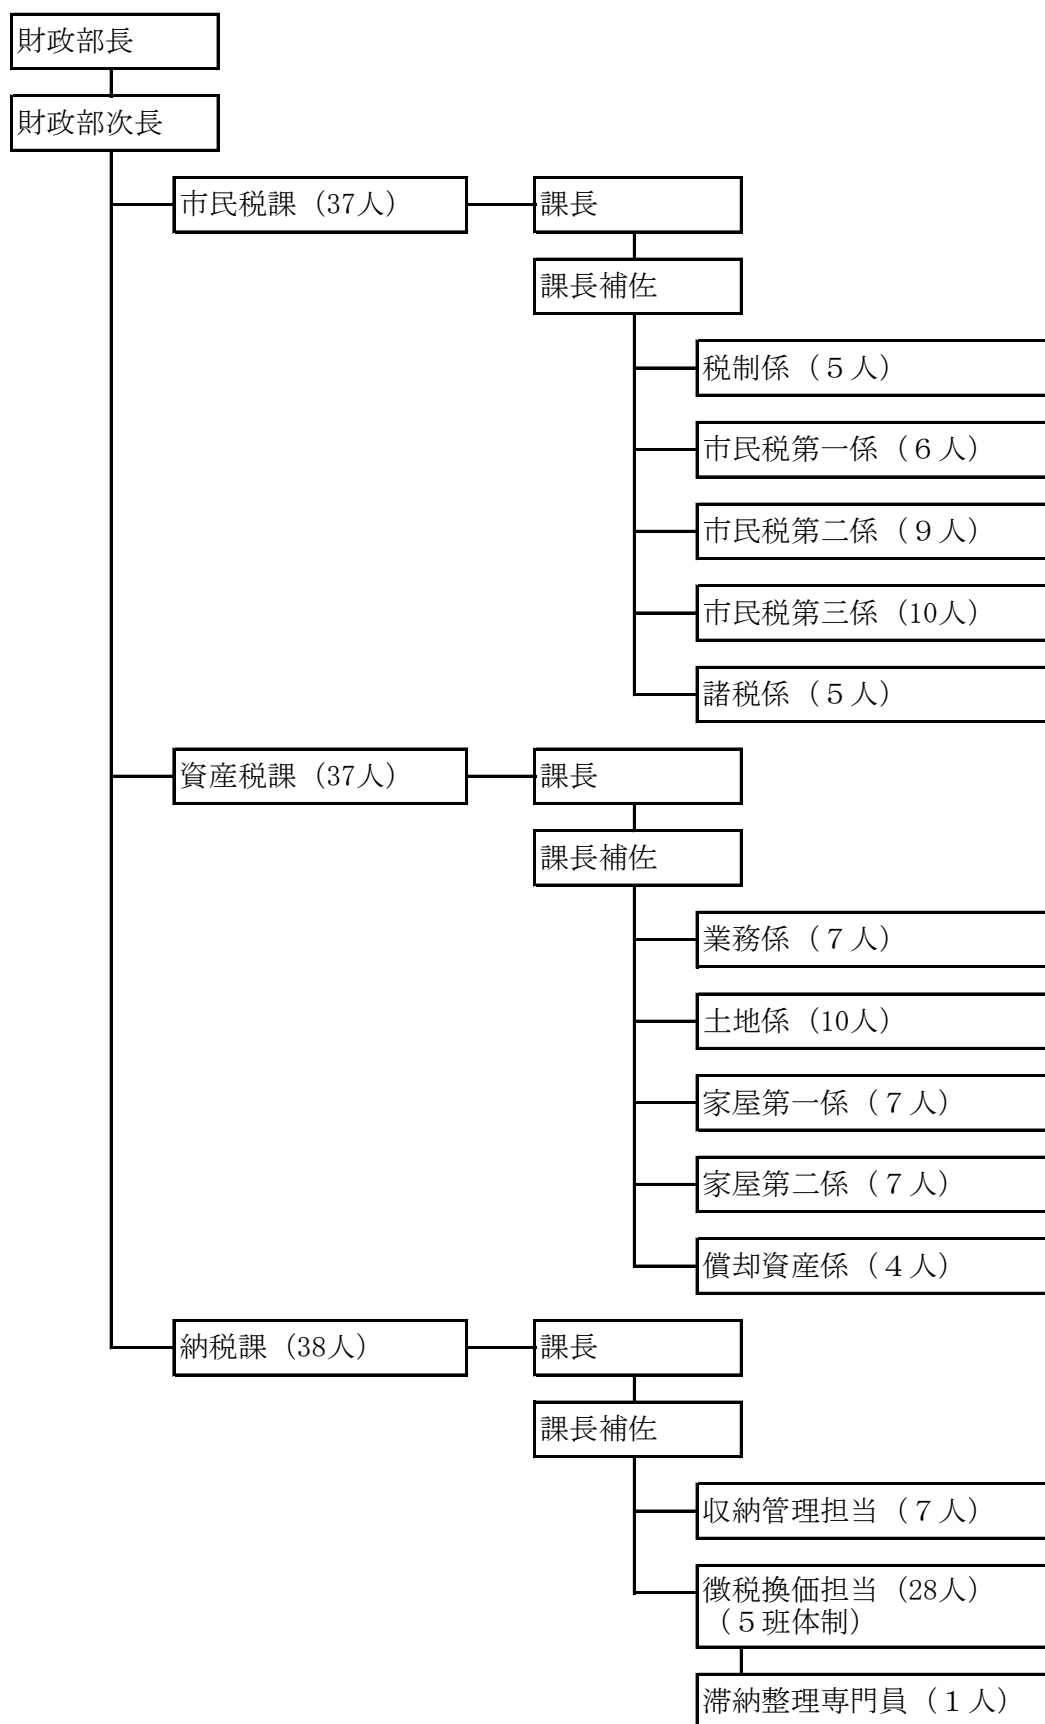 財政部長
財政部次長
市民税課（37人）
課長
課長補佐
税制係（５人）
市民税第一係（６人）
市民税第二係（９人）
市民税第三係（10人）
諸税係（５人）
資産税課（37人）
課長
課長補佐
業務係（７人）
土地係（10人）
家屋第一係（７人）
家屋第二係（７人）
償却資産係（４人）
納税課（38人）
課長
課長補佐
収納管理担当（７人）
徴税換価担当（28人）
（５班体制）
滞納整理専門員（１人）